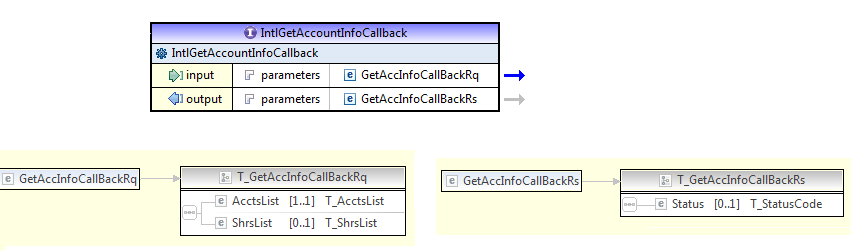 IntlGetAccountInfoCallback
IntlGetAccountInfoCallback
input parameters e GetAccInfoCallBackRq
output parameters e GetAccInfoCallBackRs
e GetAccInfoCallBackRq
T_GetAccInfoCallBackRq
e AcctsList [1..1] T_AcctsList
e ShrsList [0..1] T_ShrsList
e GetAccInfoCallBackRs
T_GetAccInfoCallBackRs
e Status [0..1] T_StatusCode